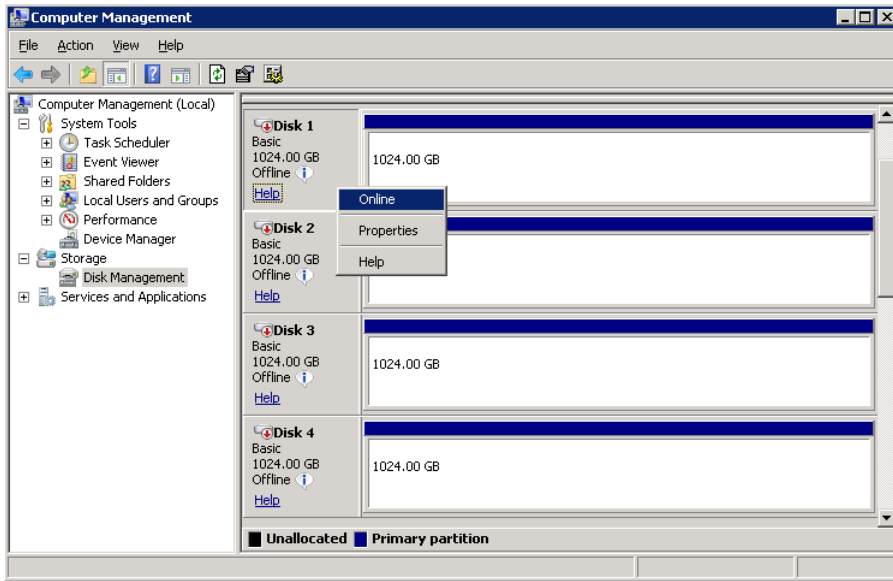 Computer Management
File Action View Help
Computer Management (Local)
System Tools
Task Scheduler
Event Viewer
Shared Folders
Local Users and Groups
Performance
Device Manager
Storage
Disk Management
Services and Applications
Disk 1
Basic
1024.00 GB
Offline
Help
1024.00 GB
Online
Properties
Help
Disk 2
Basic
1024.00 GB
Offline
Help
Disk 3
Basic
1024.00 GB
Offline
Help
1024.00 GB
Disk 4
Basic
1024.00 GB
Offline
Help
1024.00 GB
Unallocated Primary partition